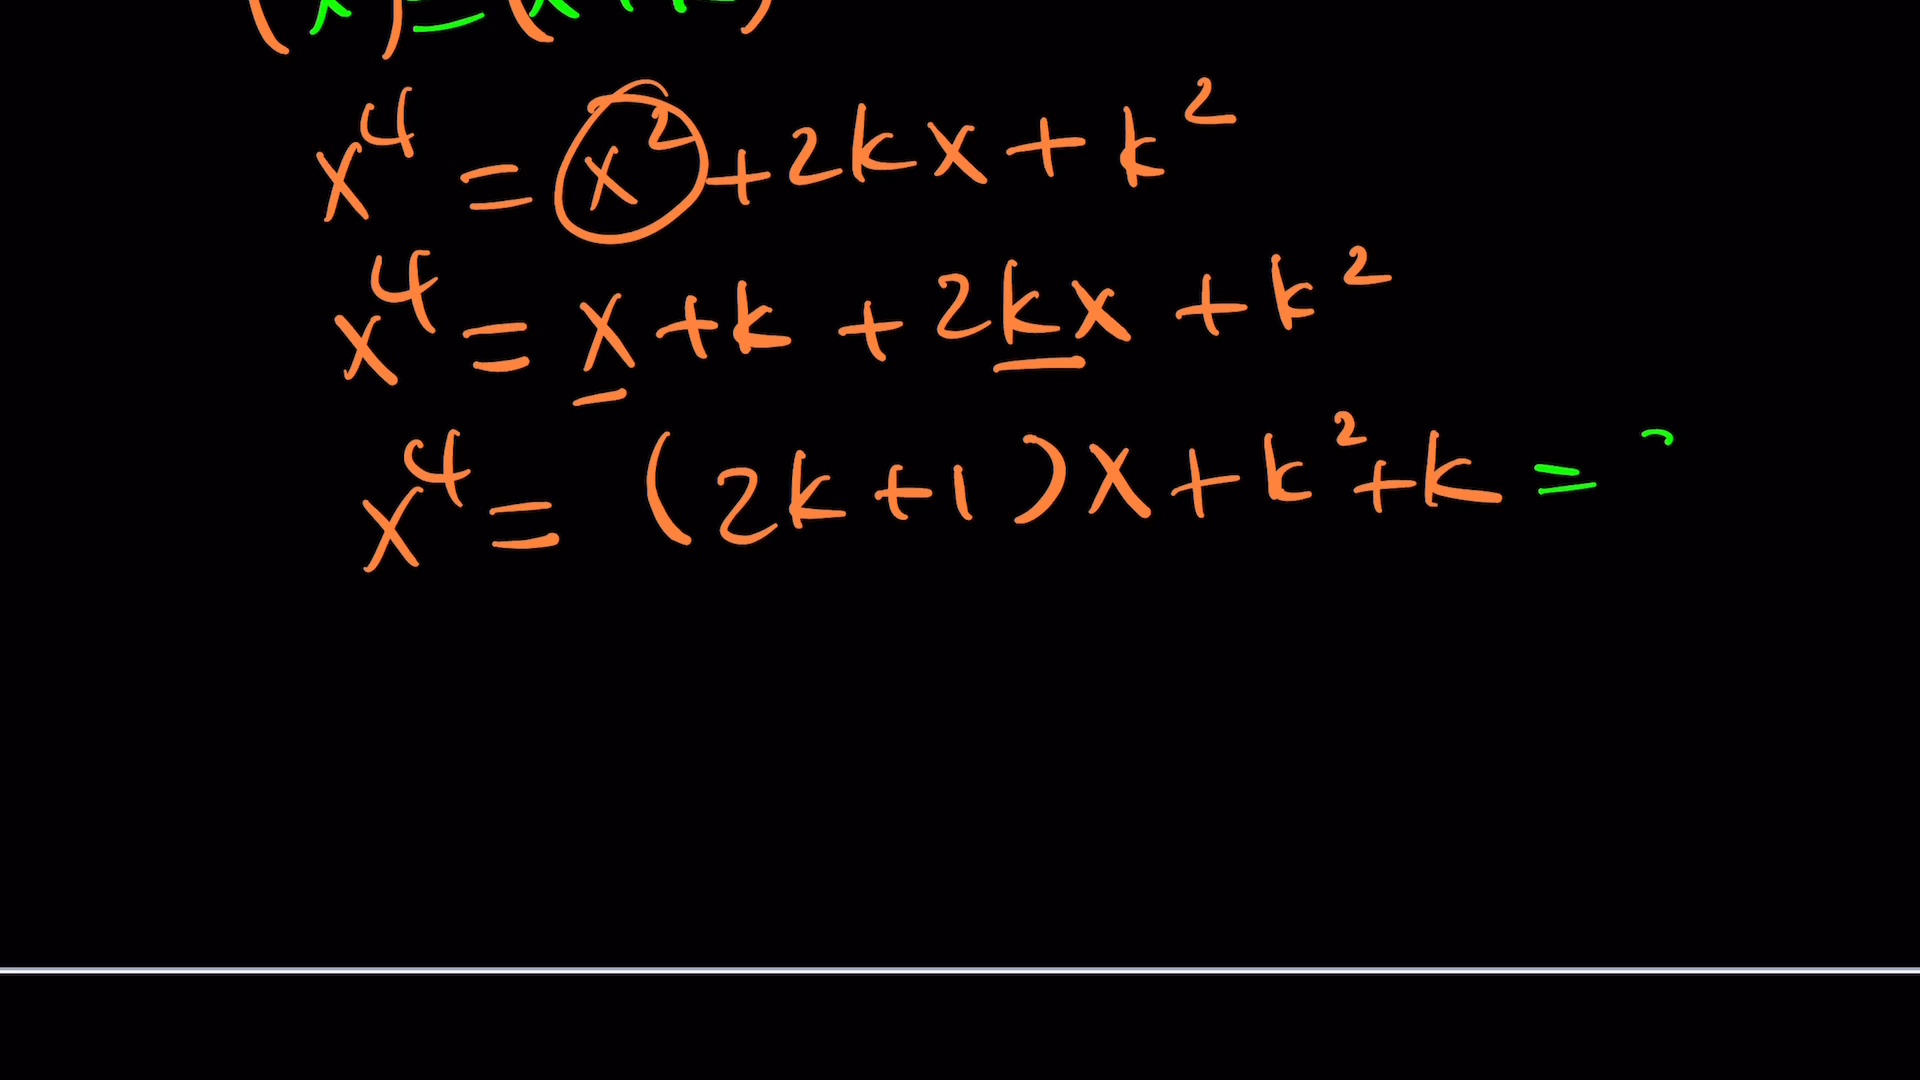 x⁴ = x² + 2kx + k²
x⁴ = x + k + 2kx + k²
x⁴ = (2k + 1)x + k² + k =